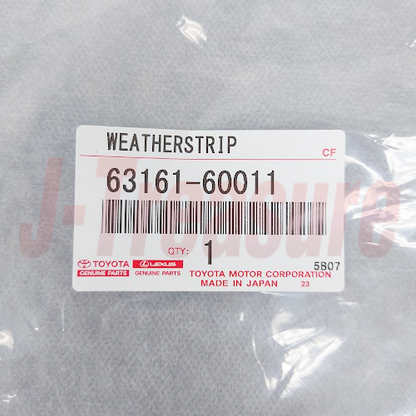 WEATHERSTRIP
CF
63161-60011
QTY: 1
5807
TOYOTA LEXUS
GENUINE PARTS GENUINE PARTS TOYOTA MOTOR CORPORATION
MADE IN JAPAN 23
J-Treasure